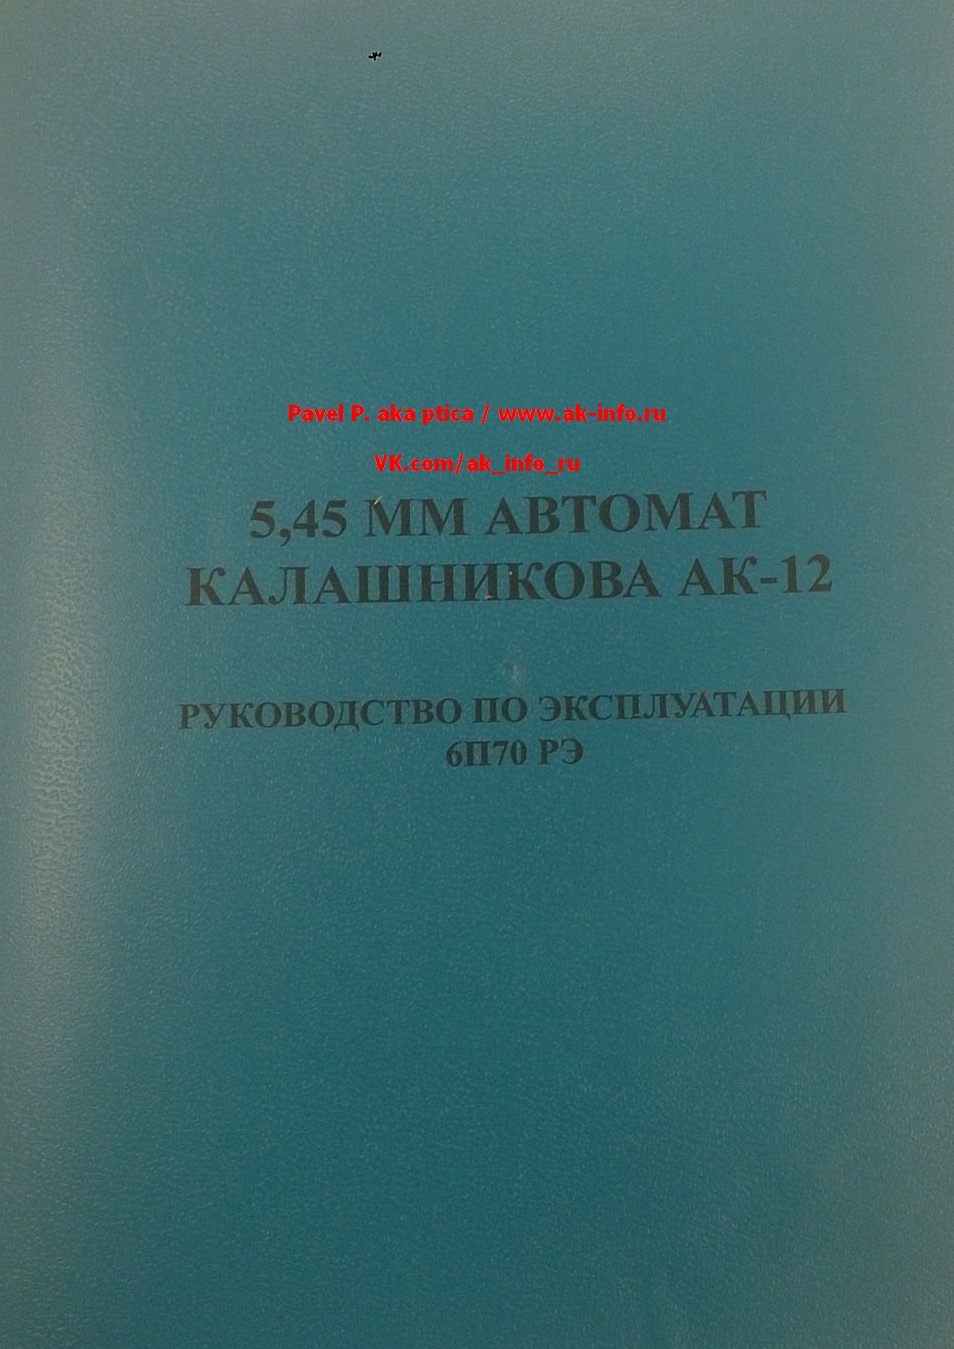 Pavel P. aka ptica / www.ak-info.ru
VK.com/ak_info_ru
5,45 ММ АВТОМАТ
КАЛАШНИКОВА АК-12
РУКОВОДСТВО ПО ЭКСПЛУАТАЦИИ
6П70 РЭ